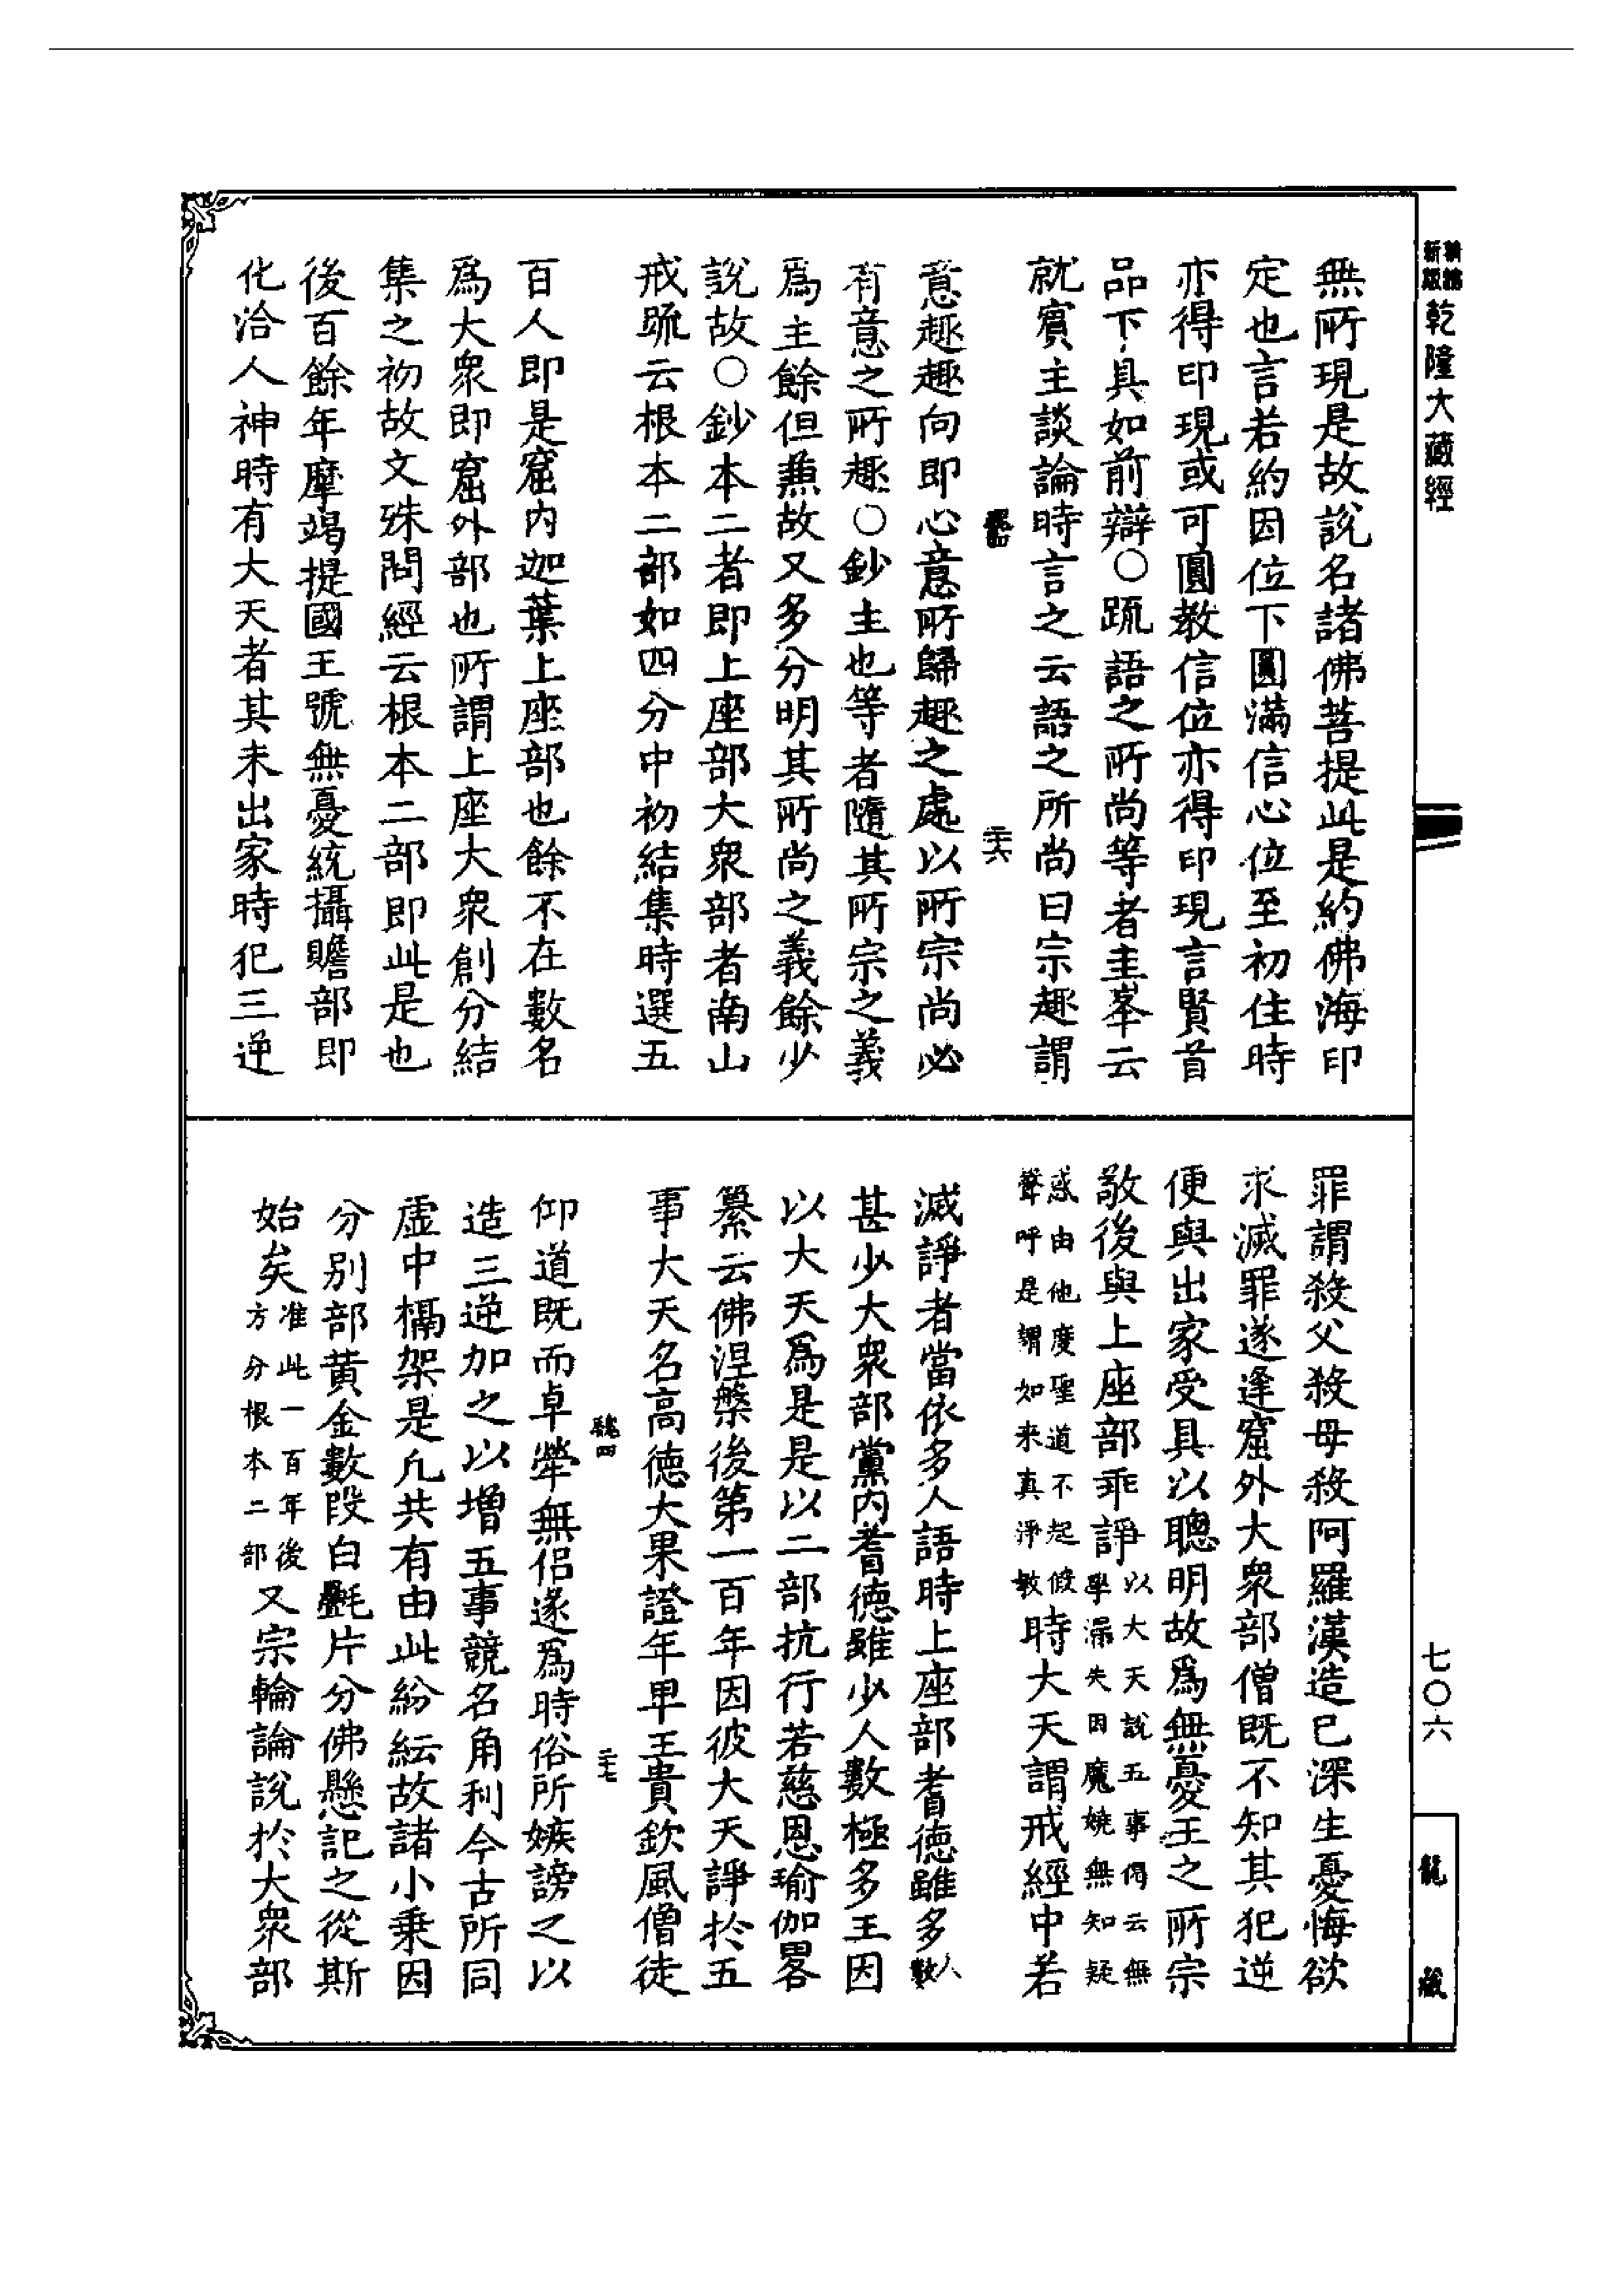 新編
新版
乾隆大藏經
無所現是故說名諸佛菩提此是約佛海印
定也言若約因位下圓滿信心位至初住時
亦得印現或可圓教信位亦得印現言賢首
品下具如前辯○疏語之所尚等者圭峯云
就賓主談論時言之云語之所尚曰宗趣謂
二十六
意趣趣向即心意所歸趣之處以所宗尚必
有意之所趣○鈔主也等者隨其所宗之義
爲主餘但兼故又多分明其所尚之義餘少
說故○鈔本二者即上座部大衆部者南山
戒疏云根本二部如四分中初結集時選五
百人即是窟內迦葉上座部也餘不在數名
爲大衆即窟外部也所謂上座大衆創分結
集之初故文殊問經云根本二部即此是也
後百餘年摩竭提國王號無憂統攝贍部即
化洽人神時有大天者其未出家時犯三逆
罪謂殺父殺母殺阿羅漢造已深生憂悔欲
求滅罪遂逢窟外大衆部僧既不知其犯逆
便與出家受具以聰明故爲無憂王之所宗
敬後與上座部乖諍以大天說五事偈云無學漏失因魔嬈無知疑
惑由他度聖道不起假聲呼是謂如來真淨教時大天謂戒經中若
滅諍者當依多人語時上座部耆德雖多人數
甚少大衆部黨內耆德雖少人數極多王因
以大天爲是是以二部抗行若慈恩瑜伽畧
纂云佛涅槃後第一百年因彼大天諍於五
事大天名高德大果證年卑王貴欽風僧徒
四
二十七
仰道既而卓犖無侶遂爲時俗所嫉謗之以
造三逆加之以增五事競名角利今古所同
虛中槅架是凢共有由此紛紜故諸小乗因
分別部黃金數段白氎片分佛懸記之從斯
始矣准此一百年後方分根本二部又宗輪論說於大衆部
七〇六
龍藏